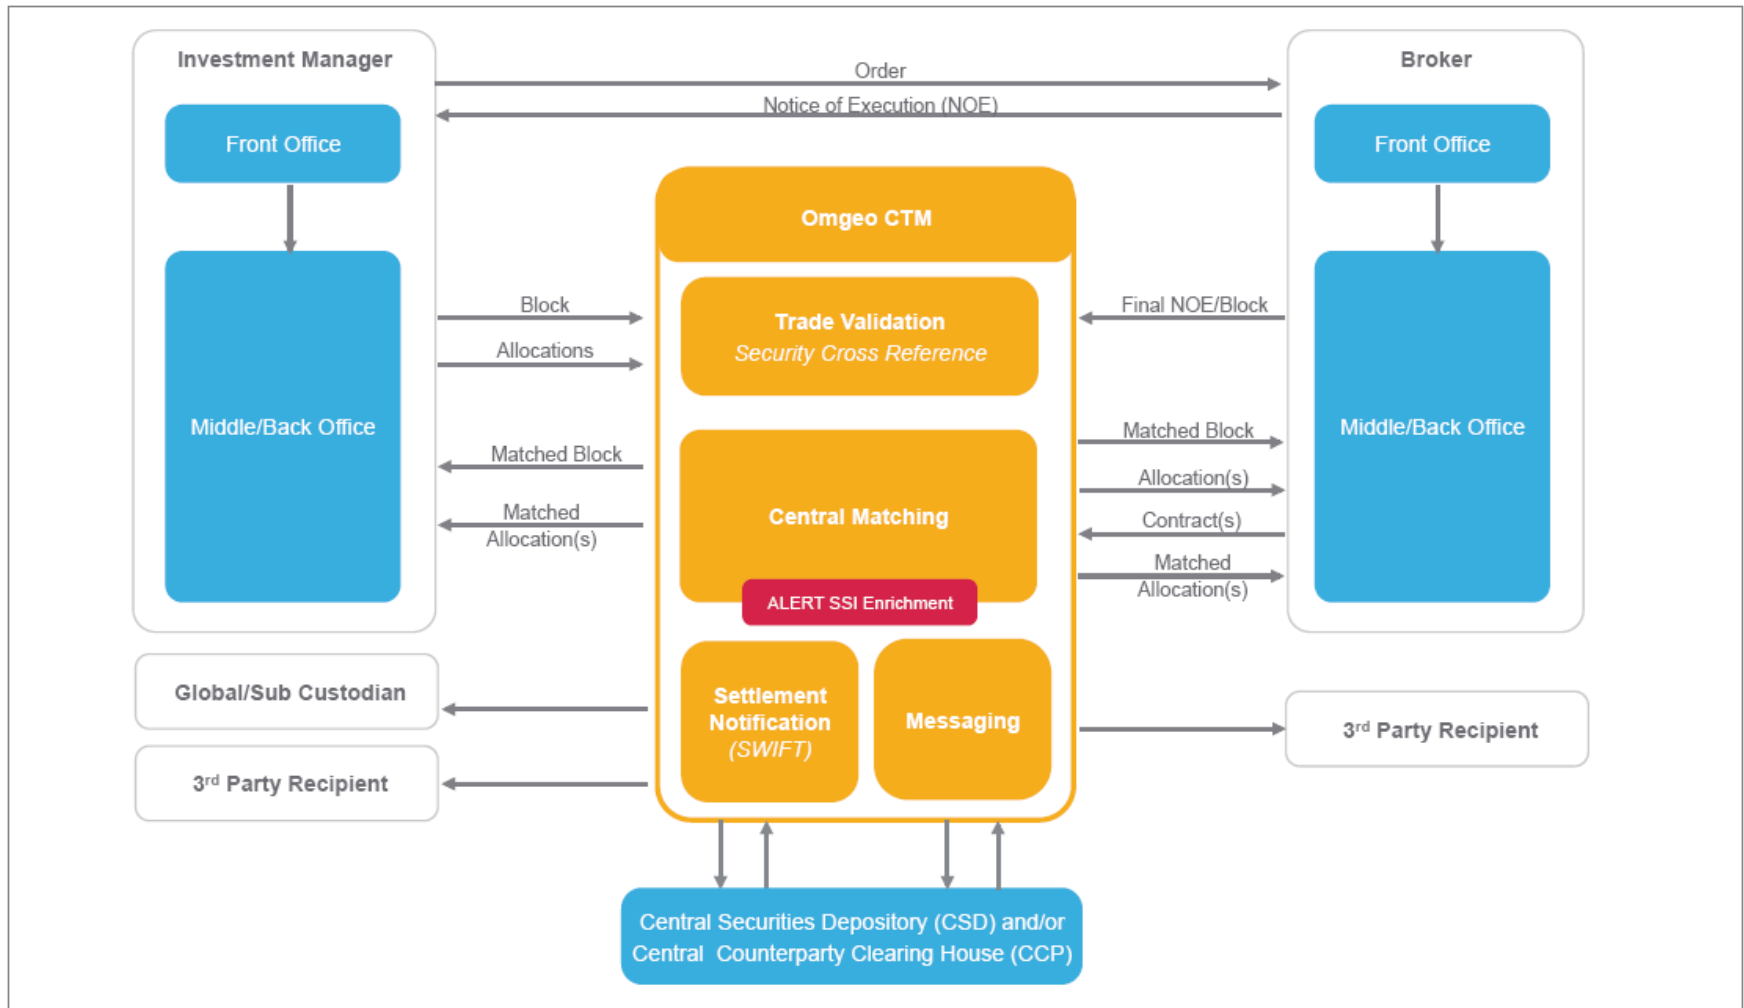 Investment Manager
Order
Notice of Execution (NOE)
Broker
Front Office
Front Office
Omgeo CTM
Block
Allocations
Trade Validation
Security Cross Reference
Final NOE/Block
Middle/Back Office
Matched Block
Matched
Allocation(s)
Central Matching
ALERT SSI Enrichment
Matched Block
Allocation(s)
Contract(s)
Matched
Allocation(s)
Middle/Back Office
Global/Sub Custodian
3rd Party Recipient
Settlement
Notification
(SWIFT)
Messaging
3rd Party Recipient
Central Securities Depository (CSD) and/or
Central Counterparty Clearing House (CCP)